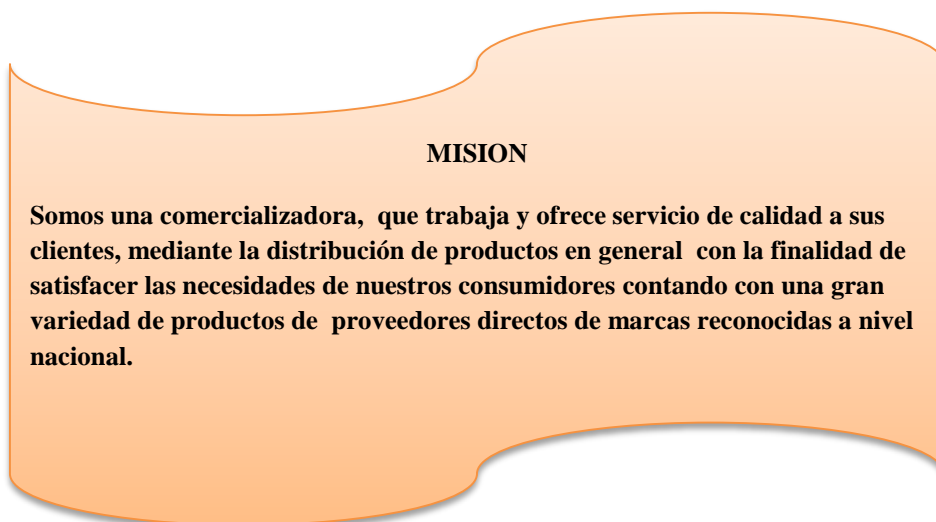 MISION
Somos una comercializadora,  que trabaja y ofrece servicio de calidad a sus
clientes, mediante la distribución de productos en general  con la finalidad de
satisfacer las necesidades de nuestros consumidores contando con una gran
variedad de productos de  proveedores directos de marcas reconocidas a nivel
nacional.